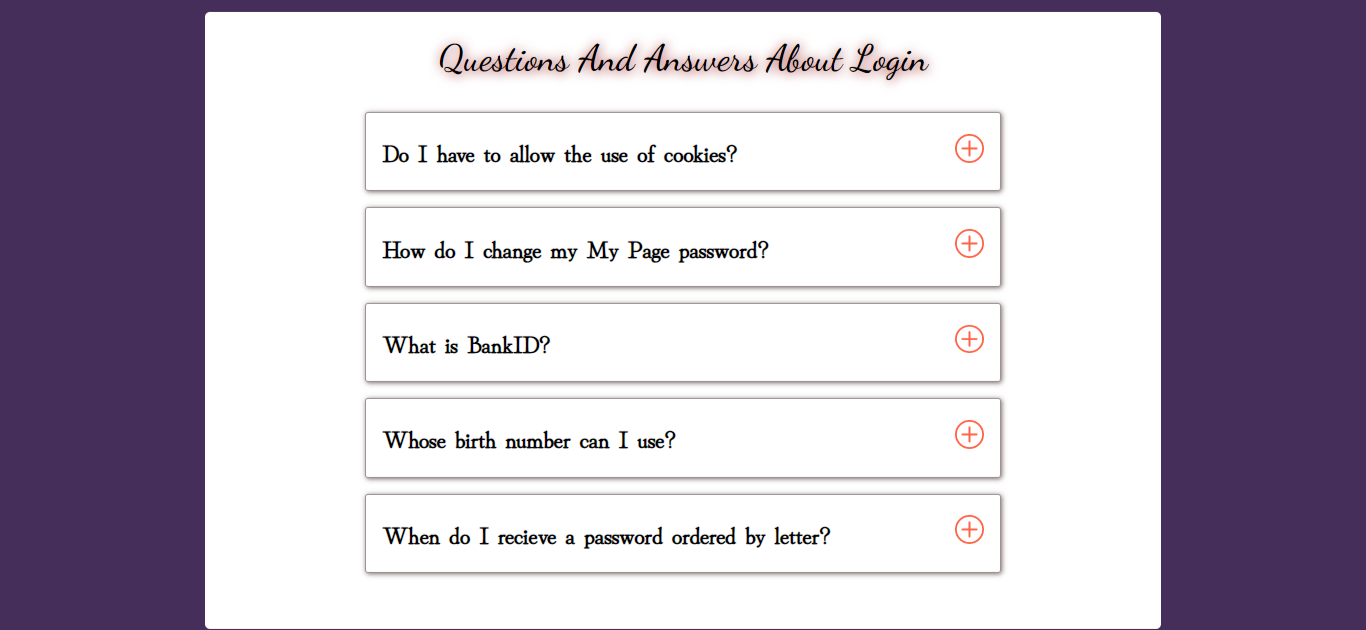 Questions And Answers About Login
Do I have to allow the use of cookies?
How do I change my My Page password?
What is BankID?
Whose birth number can I use?
When do I recieve a password ordered by letter?